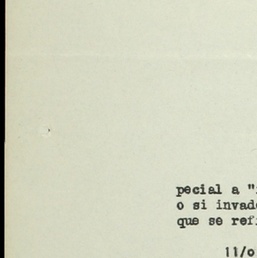 pecial a "
o si invad
que se ref
11/o